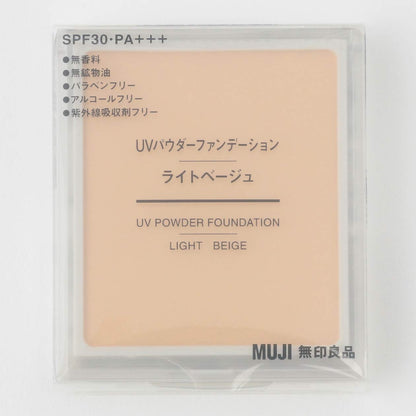 SPF30・PA+++
●無香料
●無鉱物油
●パラベンフリー
●アルコールフリー
●紫外線吸収剤フリー
UVパウダーファンデーション
ライトベージュ
UV POWDER FOUNDATION
LIGHT BEIGE
MUJI 無印良品